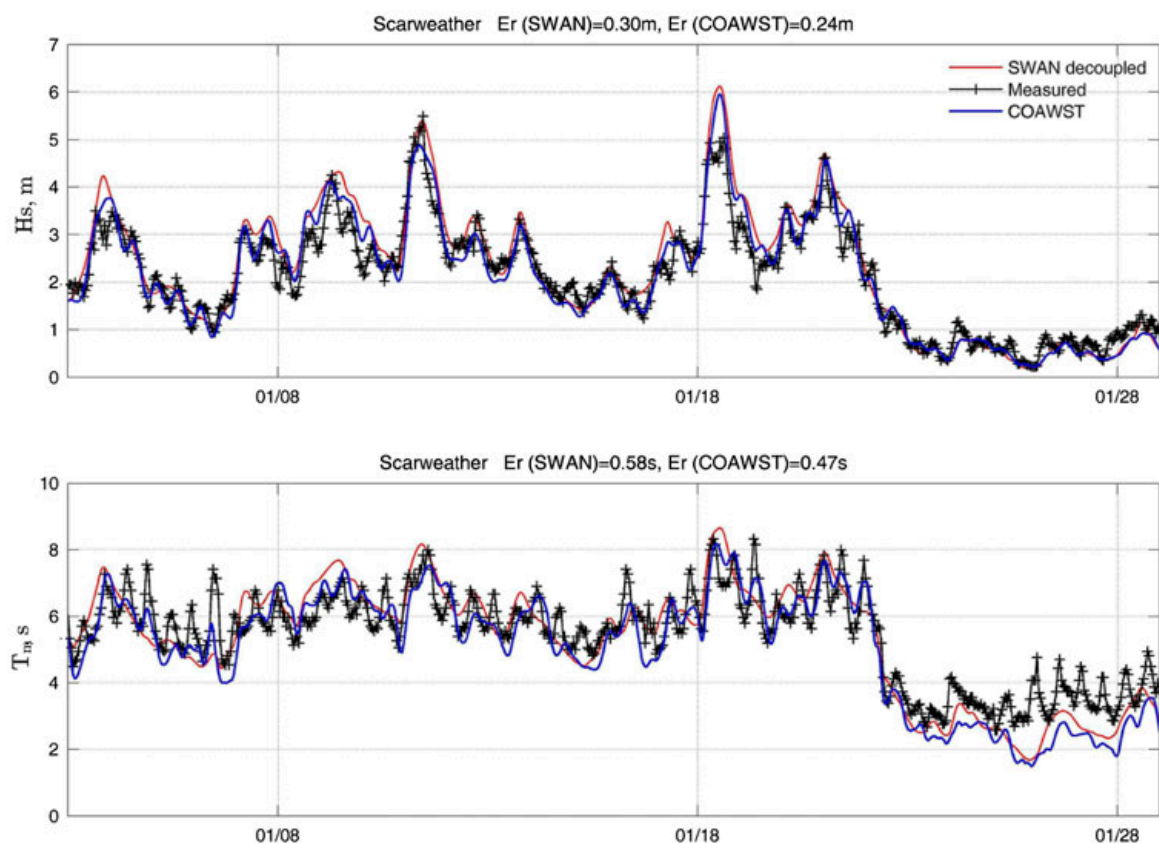 Scarweather Er (SWAN)=0.30m, Er (COAWST)=0.24m
7
6
5
4
3
2
1
0
Hs, m
SWAN decoupled
Measured
COAWST
01/08 01/18 01/28
Scarweather Er (SWAN)=0.58s, Er (COAWST)=0.47s
10
8
6
4
2
0
01/08 01/18 01/28